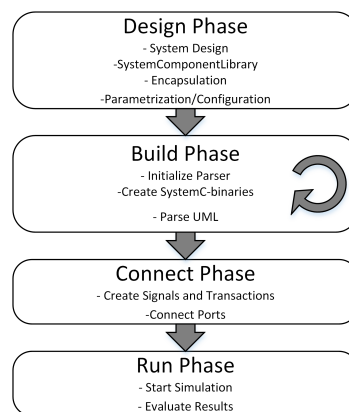 Design Phase
- System Design
-SystemComponentLibrary
- Encapsulation
-Parametrization/Configuration
Build Phase
- Initialize Parser
-Create SystemC-binaries
- Parse UML
Connect Phase
- Create Signals and Transactions
-Connect Ports
Run Phase
- Start Simulation
- Evaluate Results